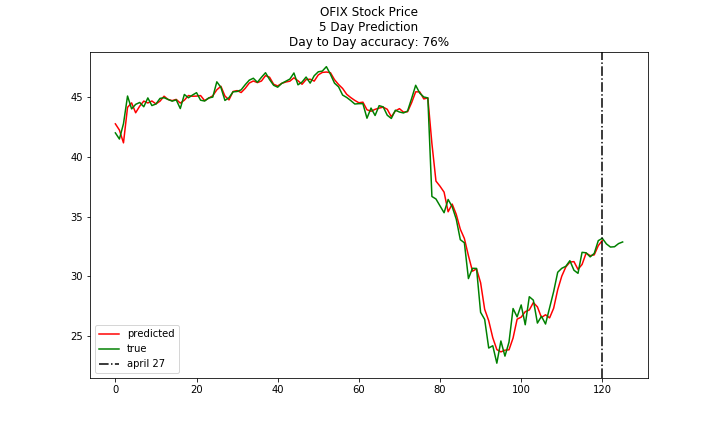 OFIX Stock Price
5 Day Prediction
Day to Day accuracy: 76%
45
40
35
30
25
predicted
true
april 27
0 20 40 60 80 100 120